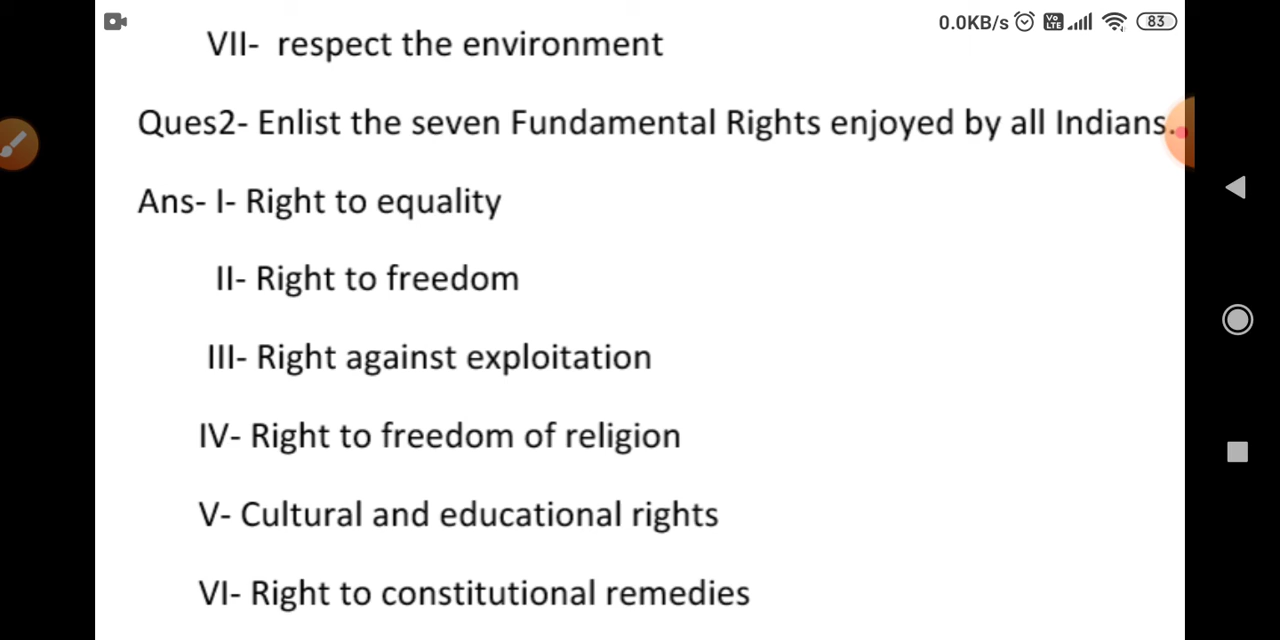 0.0KB/s Vo LTE 83
VII- respect the environment
Ques2- Enlist the seven Fundamental Rights enjoyed by all Indians.
Ans- I- Right to equality
II- Right to freedom
III- Right against exploitation
IV- Right to freedom of religion
V- Cultural and educational rights
VI- Right to constitutional remedies